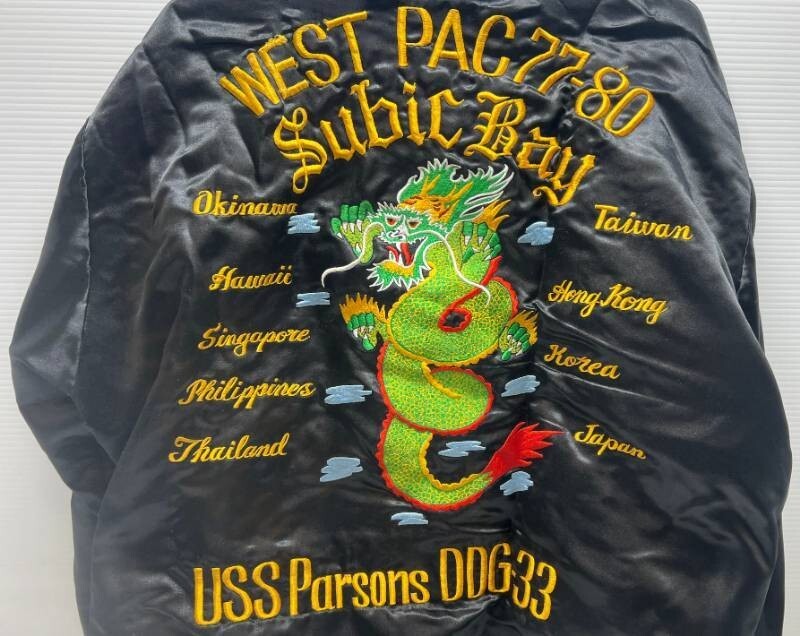 WEST PAC 77-80
Subic Bay
Okinawa
Hawaii
Singapore
Philippines
Thailand
Taiwan
Hong Kong
Korea
Japan
USS Parsons DDG-33